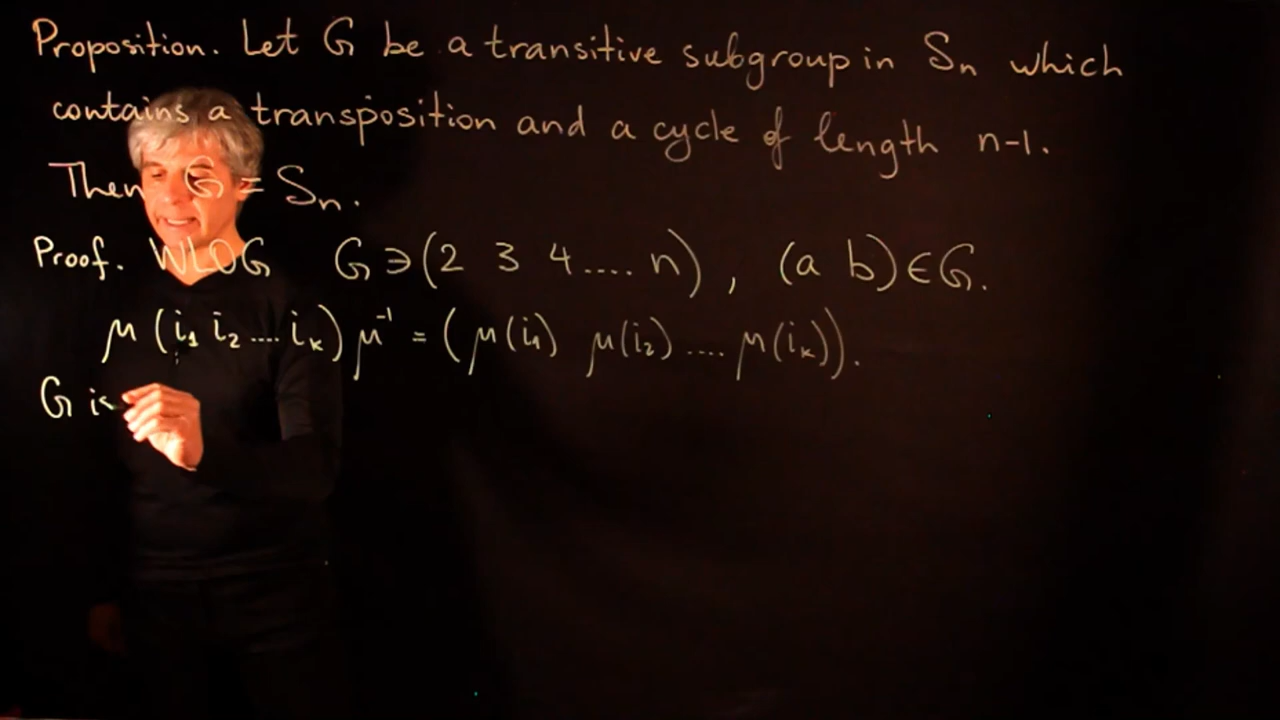 Proposition. Let G be a transitive subgroup in Sₙ which
contains a transposition and a cycle of length n-1.
Then G = Sₙ.
Proof. WLOG G ∋ (2 3 4 .... n) , (a b) ∈ G.
μ (i₁ i₂ .... iₖ) μ⁻¹ = (μ(i₁) μ(i₂) .... μ(iₖ)).
G is